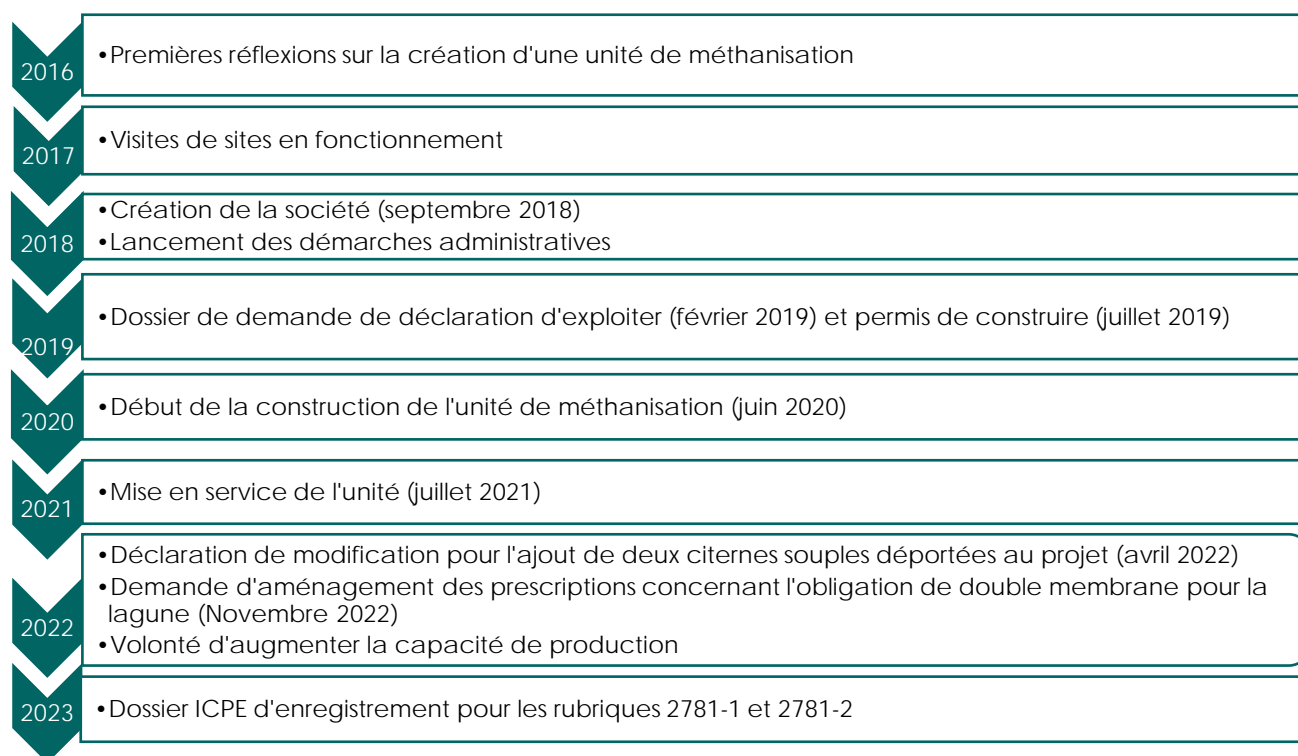 2016
•Premières réflexions sur la création d'une unité de méthanisation
2017
•Visites de sites en fonctionnement
2018
•Création de la société (septembre 2018)
•Lancement des démarches administratives
2019
•Dossier de demande de déclaration d'exploiter (février 2019) et permis de construire (juillet 2019)
2020
•Début de la construction de l'unité de méthanisation (juin 2020)
2021
•Mise en service de l'unité (juillet 2021)
2022
•Déclaration de modification pour l'ajout de deux citernes souples déportées au projet (avril 2022)
•Demande d'aménagement des prescriptions concernant l'obligation de double membrane pour la
lagune (Novembre 2022)
•Volonté d'augmenter la capacité de production
2023
•Dossier ICPE d'enregistrement pour les rubriques 2781-1 et 2781-2